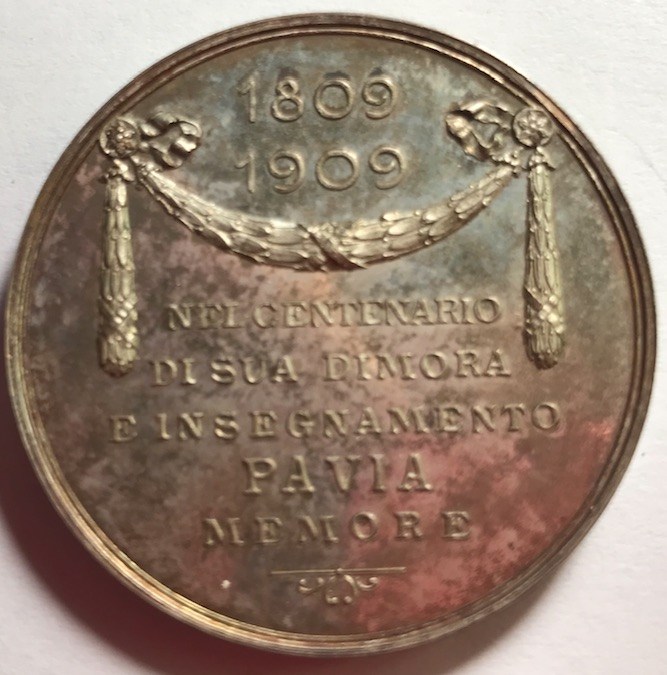 1809
1909
NEL CENTENARIO
DI SUA DIMORA
E INSEGNAMENTO
PAVIA
MEMORE